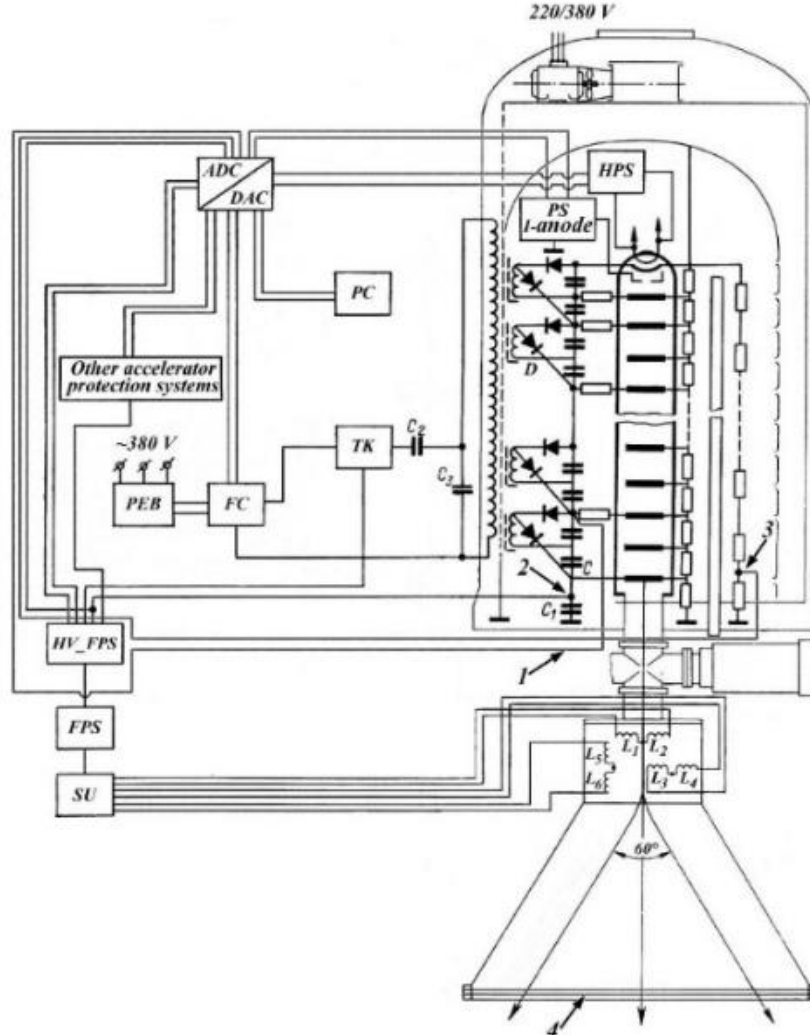 220/380 V
ADC
DAC
HPS
PS
I-anode
PC
Other accelerator
protection systems
D
~380 V
TK
C2
C2
PEB
FC
3
2
C
C1
HV_FPS
1
FPS
L1 L2
L5
L3 L4
L6
SU
60°
4